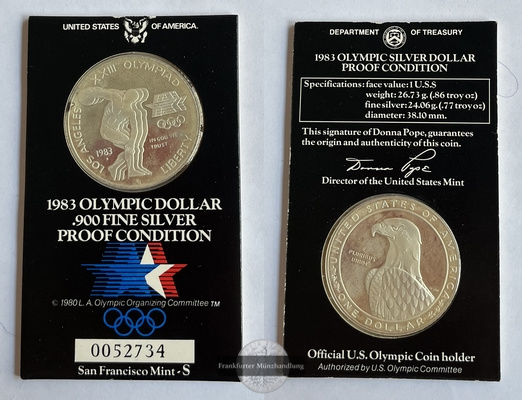 UNITED STATES OF AMERICA.
XXIII OLYMPIAD
LOS ANGELES
1983
S
IN GOD WE
TRUST
LIBERTY
1983 OLYMPIC DOLLAR
.900 FINE SILVER
PROOF CONDITION
© 1980 L.A. Olympic Organizing Committee ™
0052734
San Francisco Mint - S
DEPARTMENT OF TREASURY
1983 OLYMPIC SILVER DOLLAR
PROOF CONDITION
Specifications: face value: 1 U.S.S
weight: 26.73 g. (.86 troy oz)
fine silver: 24.06 g. (.77 troy oz)
diameter: 38.10 mm.
This signature of Donna Pope, guarantees
the origin and authenticity of this coin.
Donna Pope
Director of the United States Mint
UNITED STATES OF AMERICA
E
PLURIBUS
UNUM
ONE DOLLAR
Official U.S. Olympic Coin holder
Authorized by U.S. Olympic Committee
Frankfurter Münzhandlung